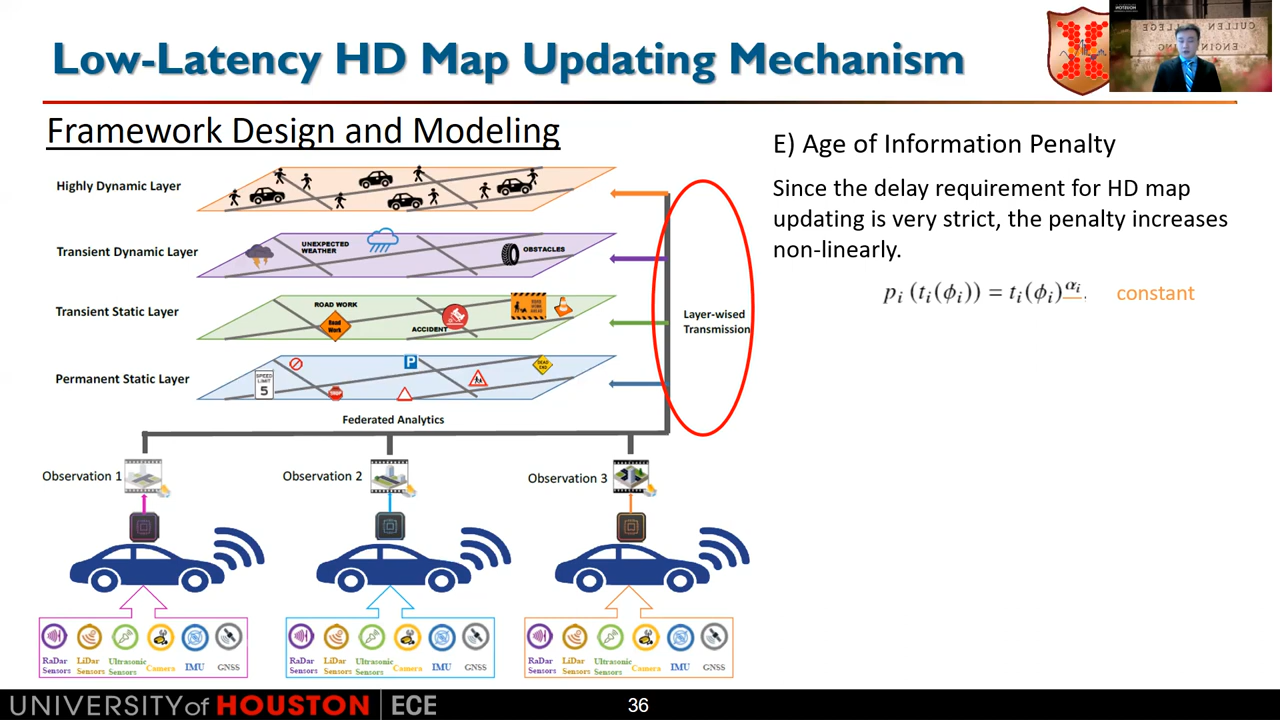 Low-Latency HD Map Updating Mechanism
Framework Design and Modeling
Highly Dynamic Layer
Transient Dynamic Layer
UNEXPECTED
WEATHER
OBSTACLES
Transient Static Layer
ROAD WORK
Road
Work
ACCIDENT
Permanent Static Layer
SPEED
LIMIT
5
P
STOP
DEAD
END
Layer-wised
Transmission
Federated Analytics
Observation 1
Observation 2
Observation 3
RaDar
Sensors
LiDar
Sensors
Ultrasonic
Sensors
Camera
IMU
GNSS
RaDar
Sensors
LiDar
Sensors
Ultrasonic
Sensors
Camera
IMU
GNSS
RaDar
Sensors
LiDar
Sensors
Ultrasonic
Sensors
Camera
IMU
GNSS
E) Age of Information Penalty
Since the delay requirement for HD map
updating is very strict, the penalty increases
non-linearly.
pᵢ (tᵢ(ϕᵢ)) = tᵢ(ϕᵢ)^αᵢ. constant
UNIVERSITY of HOUSTON | ECE
36